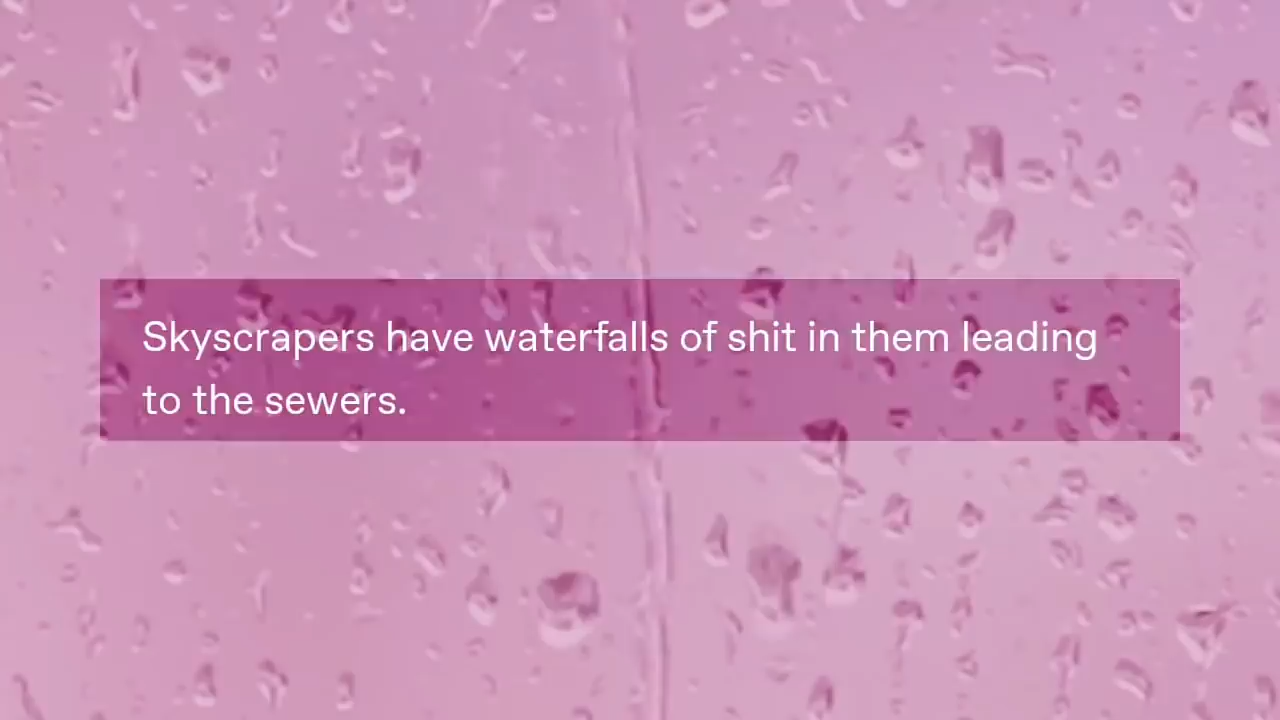 Skyscrapers have waterfalls of shit in them leading
to the sewers.